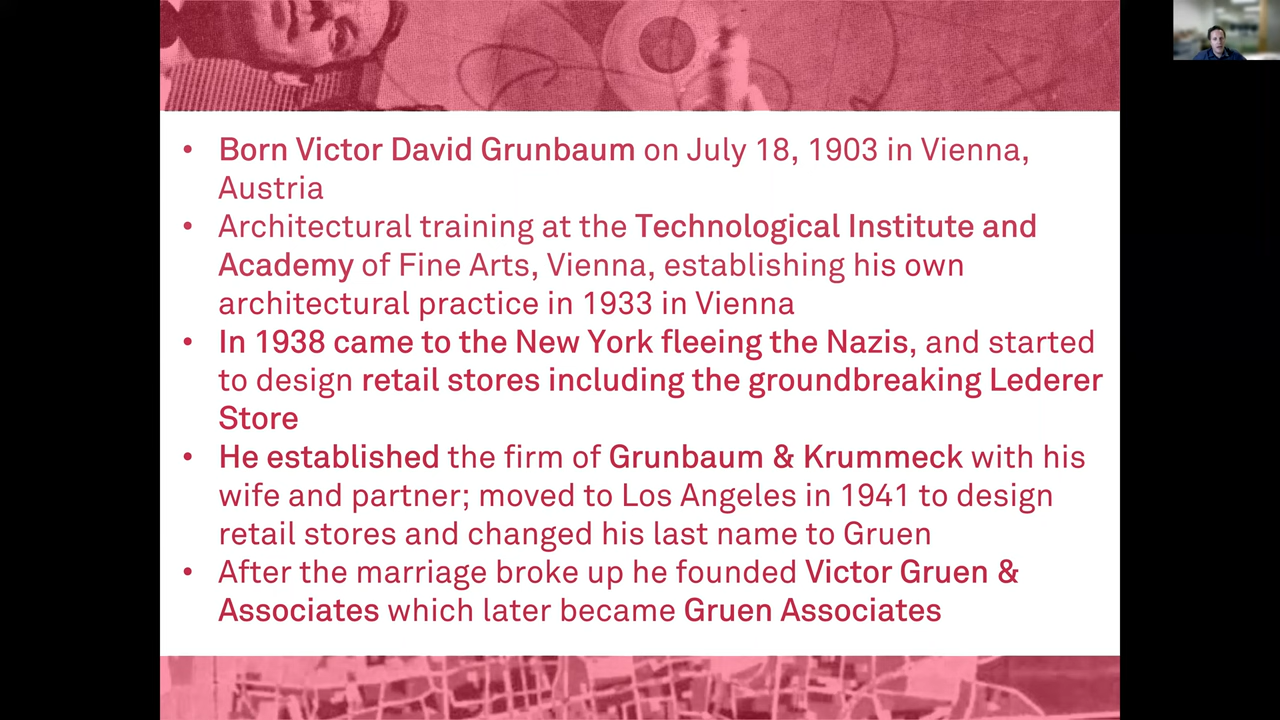 • Born Victor David Grunbaum on July 18, 1903 in Vienna,
Austria
• Architectural training at the Technological Institute and
Academy of Fine Arts, Vienna, establishing his own
architectural practice in 1933 in Vienna
• In 1938 came to the New York fleeing the Nazis, and started
to design retail stores including the groundbreaking Lederer
Store
• He established the firm of Grunbaum & Krummeck with his
wife and partner; moved to Los Angeles in 1941 to design
retail stores and changed his last name to Gruen
• After the marriage broke up he founded Victor Gruen &
Associates which later became Gruen Associates